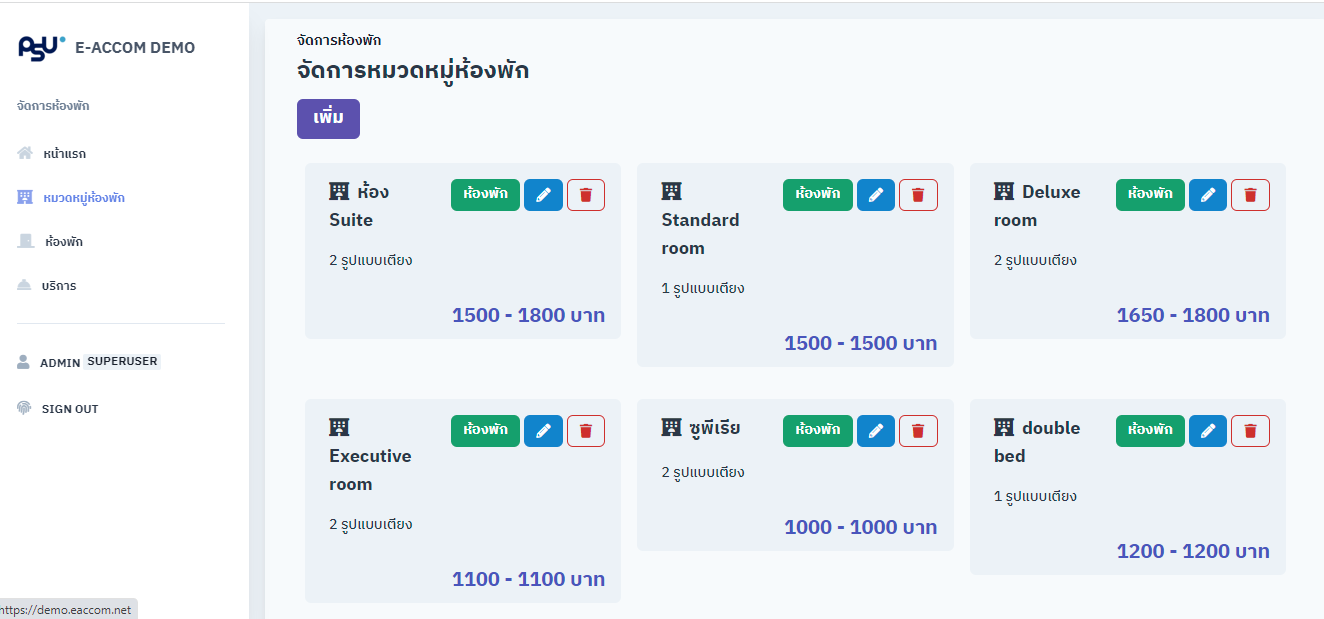 PSU E-ACCOM DEMO
จัดการห้องพัก
หน้าแรก
หมวดหมู่ห้องพัก
ห้องพัก
บริการ
ADMIN SUPERUSER
SIGN OUT
จัดการห้องพัก
จัดการหมวดหมู่ห้องพัก
เพิ่ม
ห้อง
Suite
ห้องพัก
2 รูปแบบเตียง
1500 - 1800 บาท
Standard
room
ห้องพัก
1 รูปแบบเตียง
1500 - 1500 บาท
Deluxe
room
ห้องพัก
2 รูปแบบเตียง
1650 - 1800 บาท
Executive
room
ห้องพัก
2 รูปแบบเตียง
1100 - 1100 บาท
ซูพีเรีย
ห้องพัก
2 รูปแบบเตียง
1000 - 1000 บาท
double
bed
ห้องพัก
1 รูปแบบเตียง
1200 - 1200 บาท
https://demo.eaccom.net